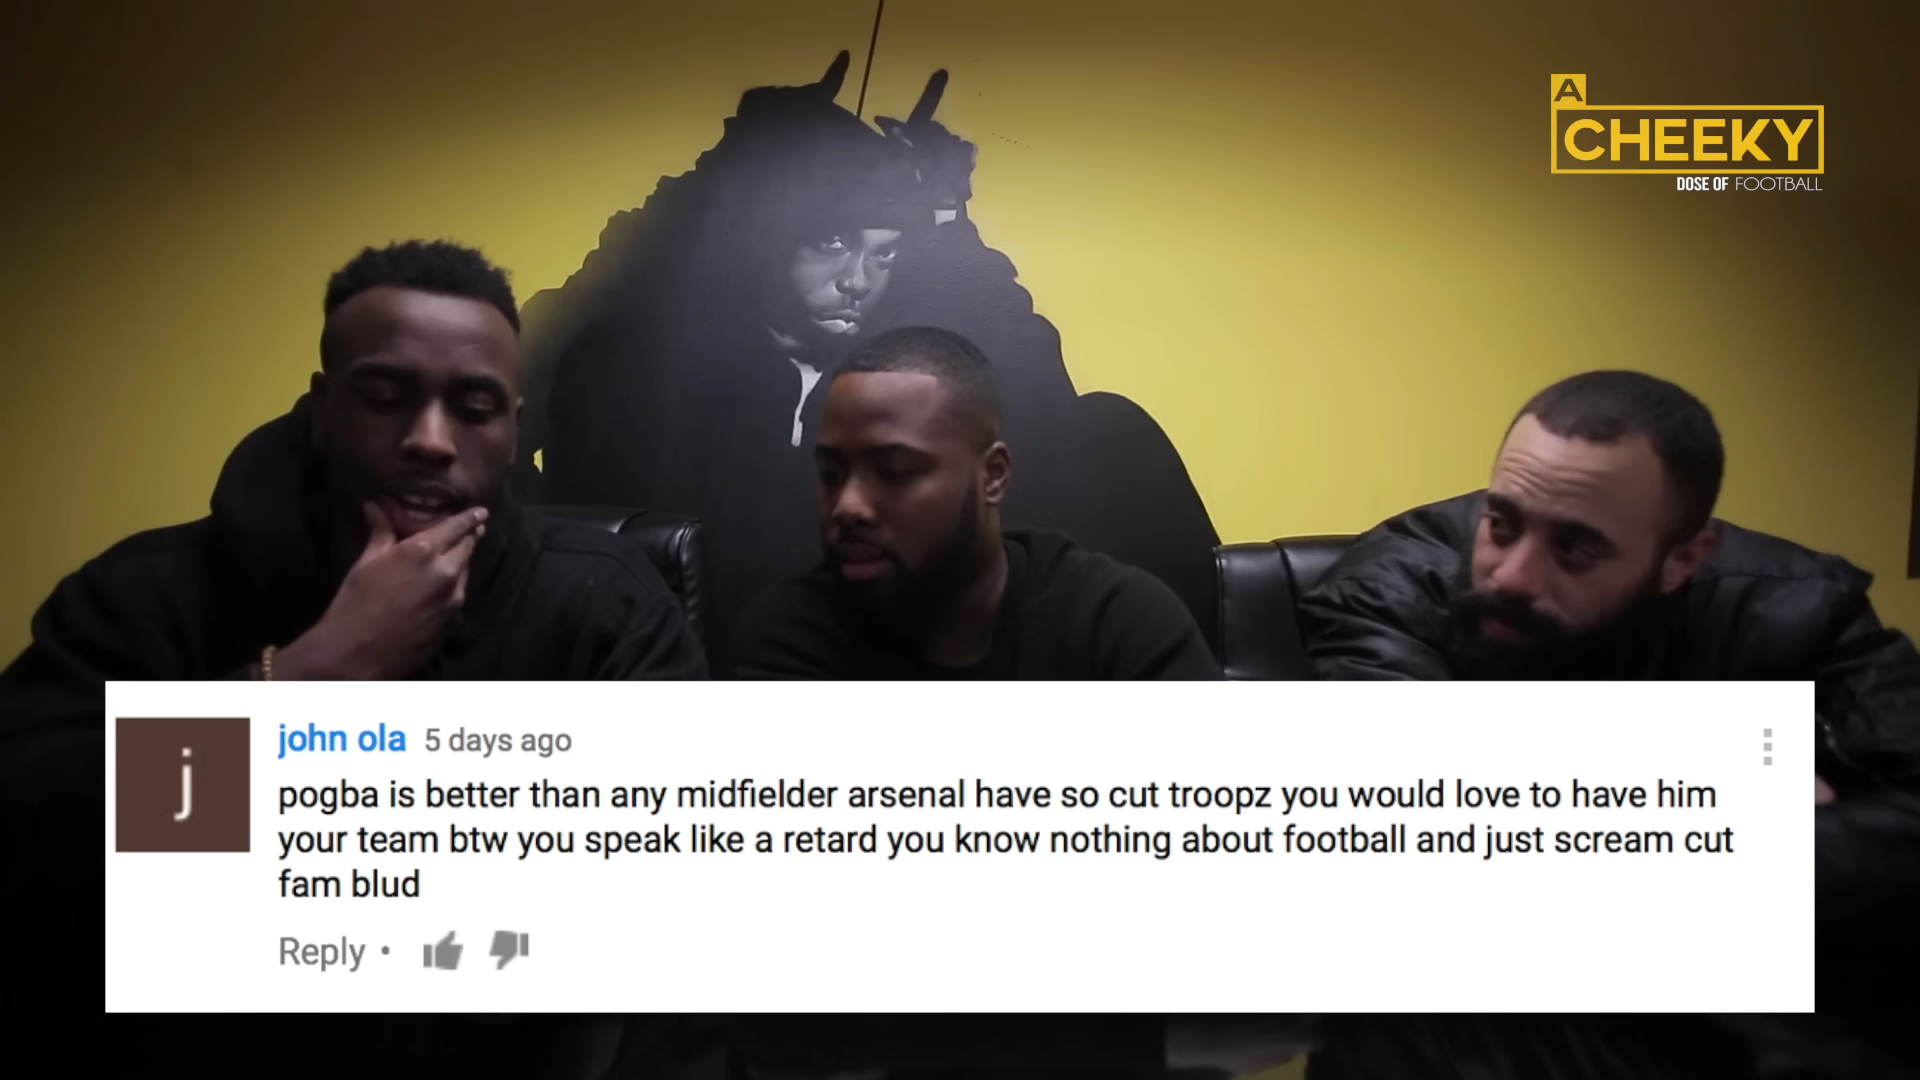 A
CHEEKY
DOSE OF FOOTBALL
j
john ola 5 days ago
pogba is better than any midfielder arsenal have so cut troopz you would love to have him
your team btw you speak like a retard you know nothing about football and just scream cut
fam blud
Reply •